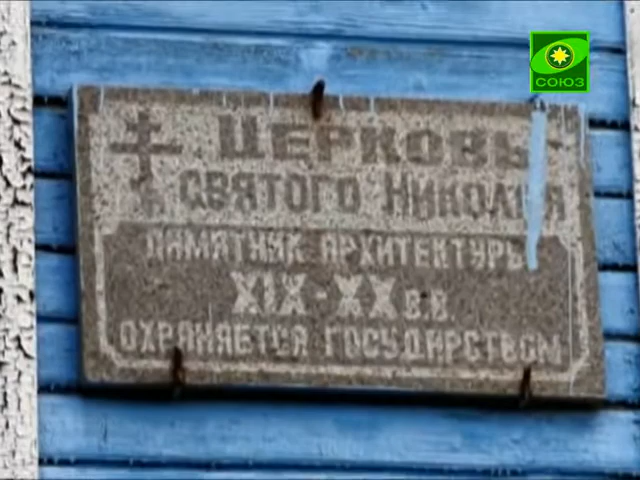 СОЮЗ
ЦЕРКОВЬ
СВЯТОГО НИКОЛАЯ
ПАМЯТНИК АРХИТЕКТУРЫ
XIX-XX В.В.
ОХРАНЯЕТСЯ ГОСУДАРСТВОМ